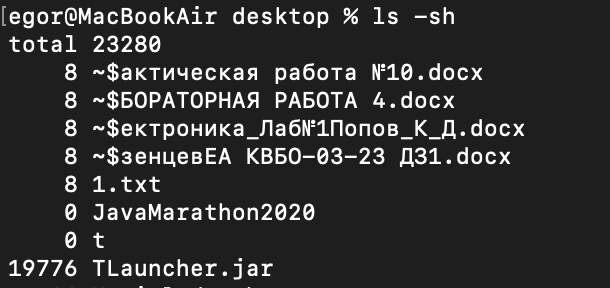 [egor@MacBookAir desktop % ls -sh
total 23280
8 ~$актическая работа №10.docx
8 ~$БОРАТОРНАЯ РАБОТА 4.docx
8 ~$ектроника_Лаб№1Попов_К_Д.docx
8 ~$зенцевЕА КВБО-03-23 ДЗ1.docx
8 1.txt
0 JavaMarathon2020
0 t
19776 TLauncher.jar